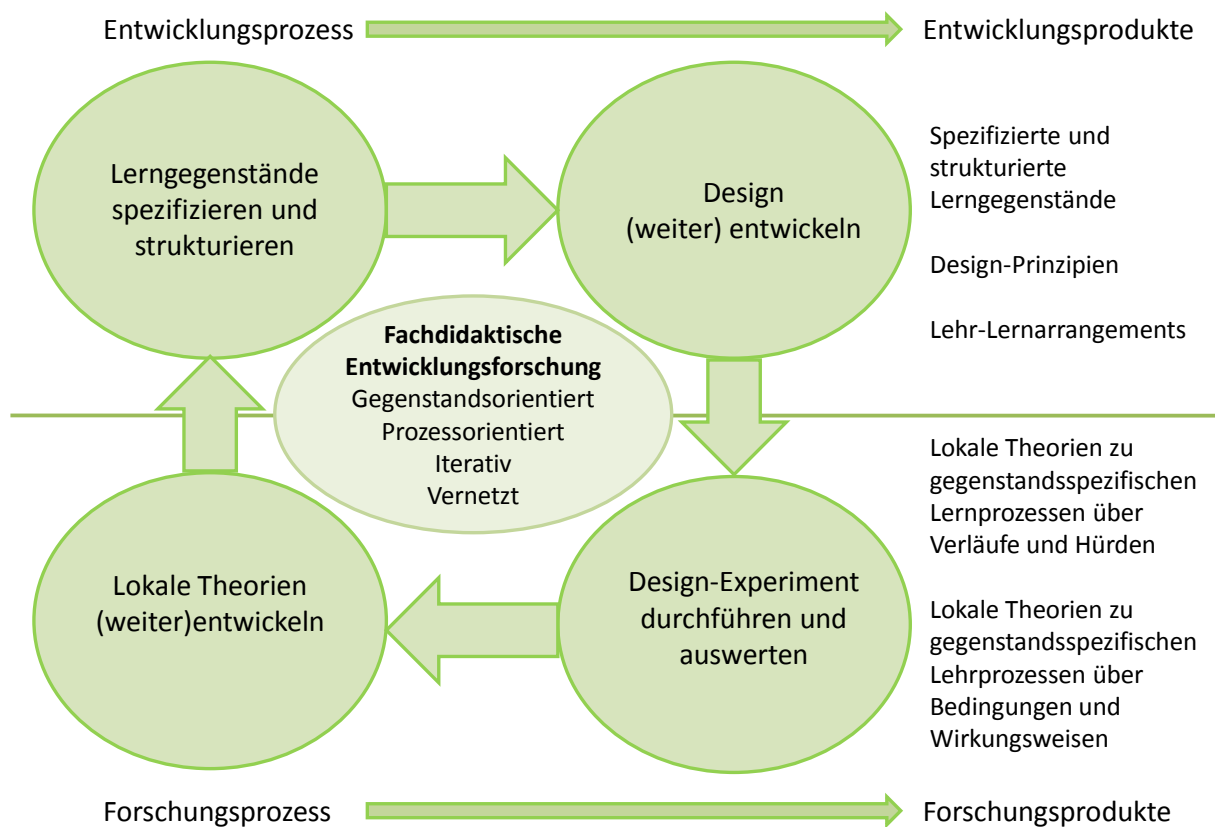 Entwicklungsprozess
Entwicklungsprodukte
Lerngegenstände
spezifizieren und
strukturieren
Design
(weiter) entwickeln
Spezifizierte und
strukturierte
Lerngegenstände
Design-Prinzipien
Lehr-Lernarrangements
Fachdidaktische
Entwicklungsforschung
Gegenstandsorientiert
Prozessorientiert
Iterativ
Vernetzt
Lokale Theorien
(weiter)entwickeln
Design-Experiment
durchführen und
auswerten
Lokale Theorien zu
gegenstandsspezifischen
Lernprozessen über
Verläufe und Hürden
Lokale Theorien zu
gegenstandsspezifischen
Lehrprozessen über
Bedingungen und
Wirkungsweisen
Forschungsprozess
Forschungsprodukte